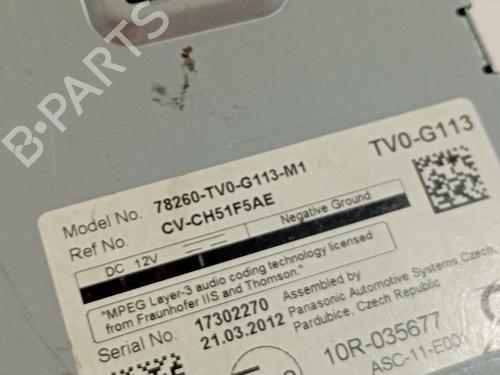 B-PARTS
TV0-G113
Model No. 78260-TV0-G113-M1
Ref No. CV-CH51F5AE
DC 12V Negative Ground
"MPEG Layer-3 audio coding technology licensed
from Fraunhofer IIS and Thomson."
Serial No. 17302270
21.03.2012
Assembled by
Panasonic Automotive Systems Czech,
Pardubice, Czech Republic
10R-035677